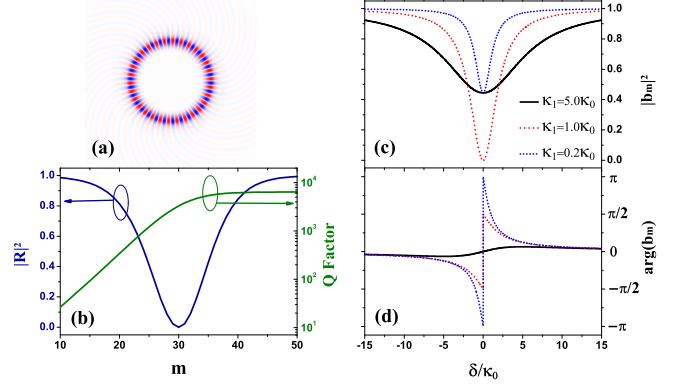 (a)
1.0
0.8
0.6
0.4
0.2
0.0
|R|²
10⁴
10³
10²
10¹
Q Factor
(b)
10 20 30 40 50
m
1.0
0.8
0.6
0.4
0.2
0.0
|bm|²
κ₁=5.0κ₀
κ₁=1.0κ₀
κ₁=0.2κ₀
(c)
π
π/2
0
−π/2
−π
arg(bm)
(d)
-15 -10 -5 0 5 10 15
δ/κ₀